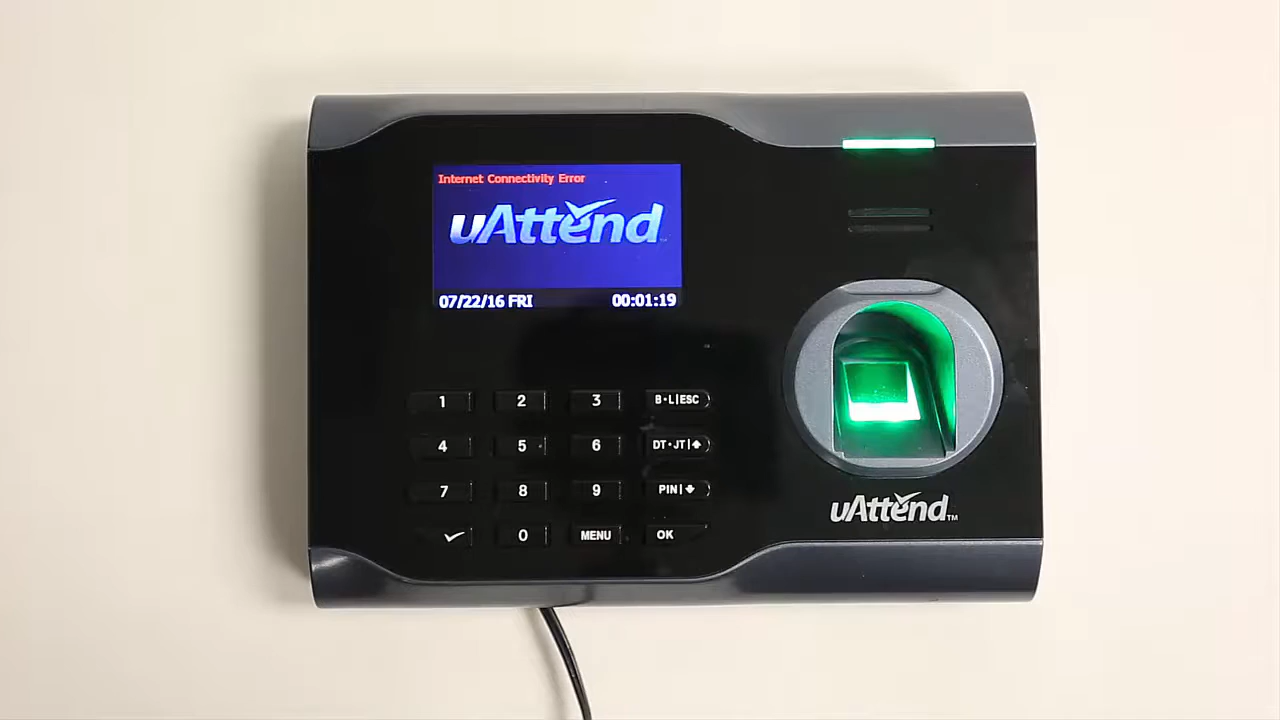 Internet Connectivity Error
uAttend
07/22/16 FRI 00:01:19
1 2 3 B-L|ESC
4 5 6 DT-JT|
7 8 9 PIN|
0 MENU OK
uAttend™